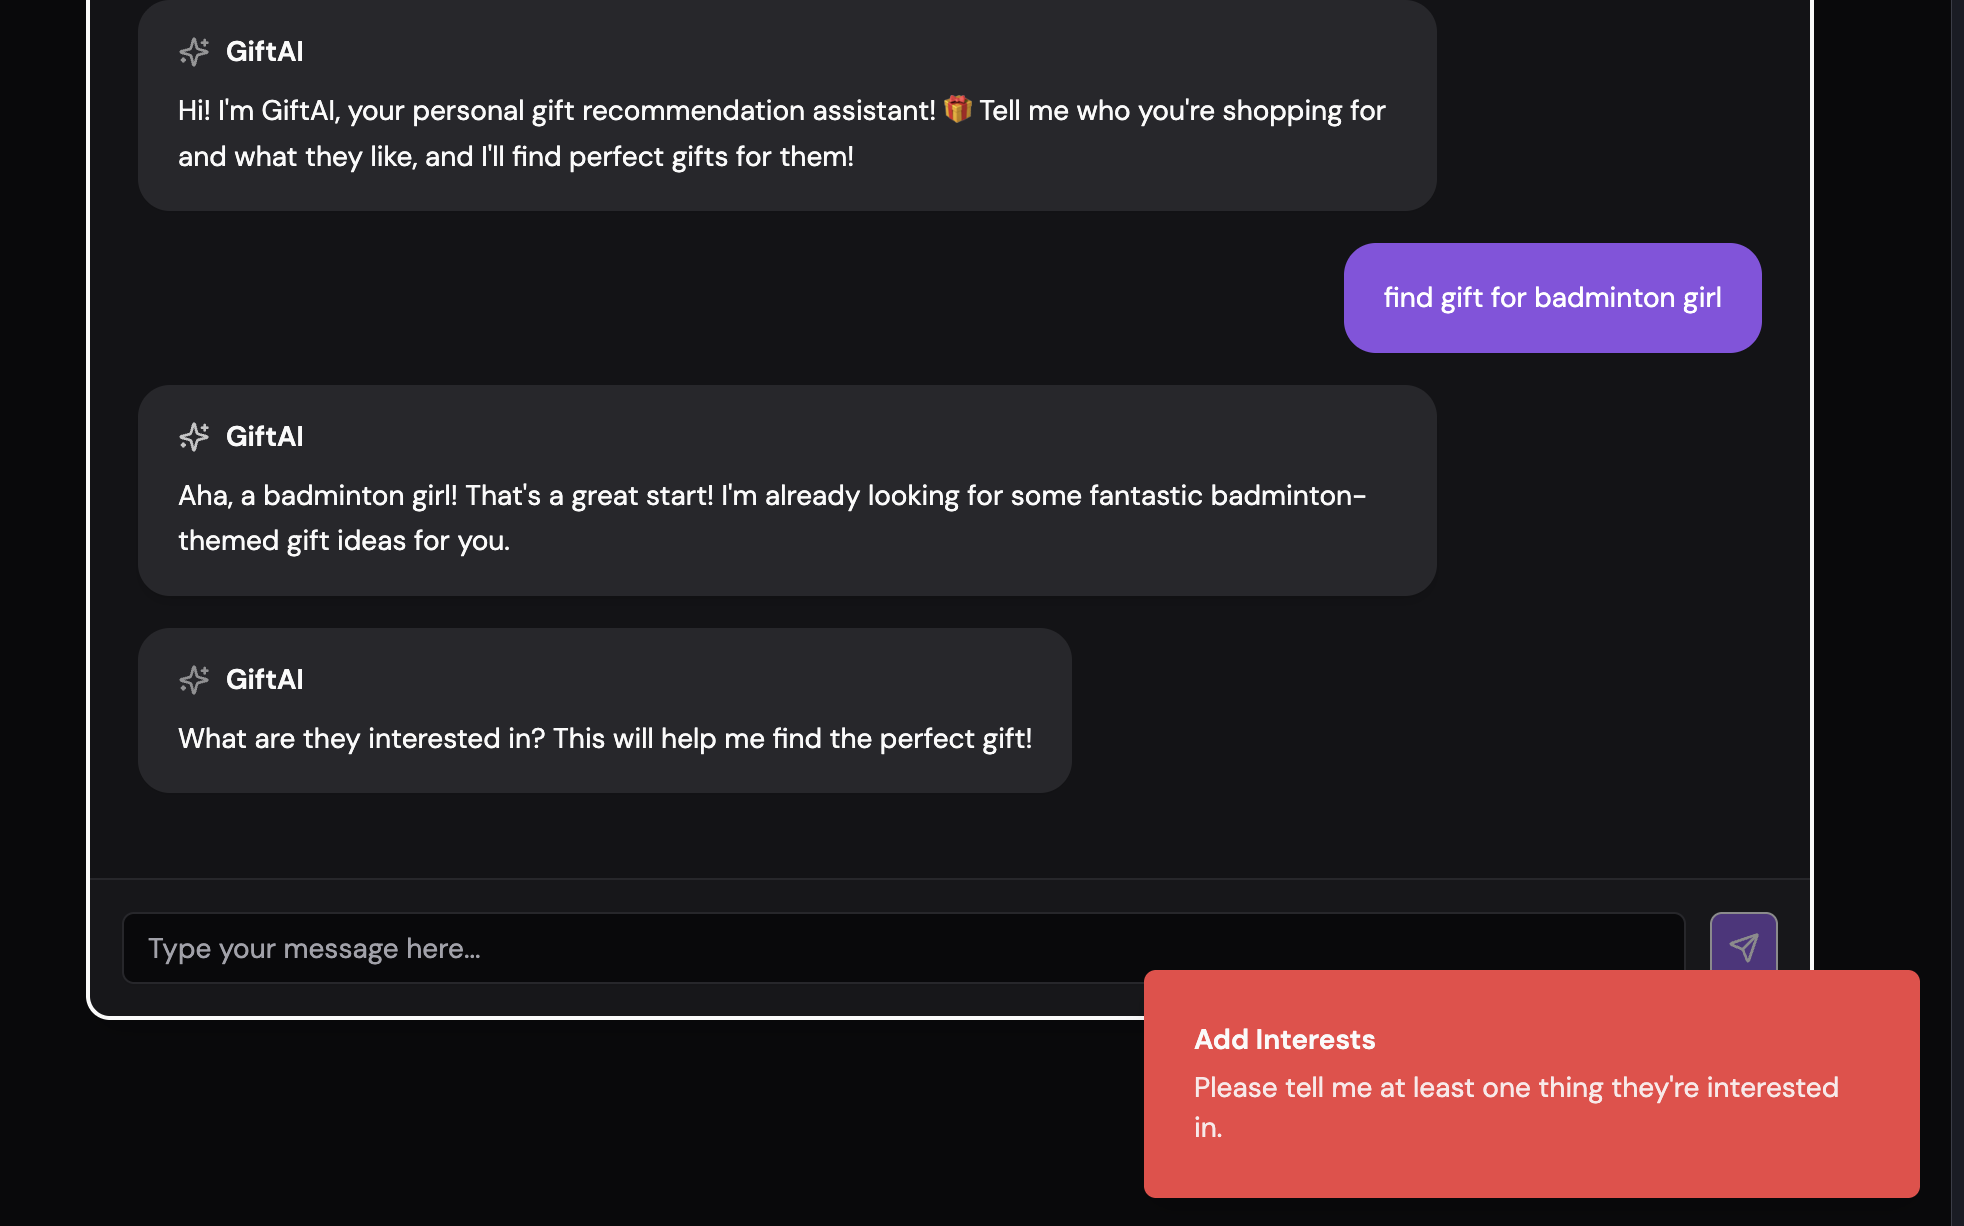 GiftAI
Hi! I'm GiftAI, your personal gift recommendation assistant! 🎁 Tell me who you're shopping for
and what they like, and I'll find perfect gifts for them!
find gift for badminton girl
GiftAI
Aha, a badminton girl! That's a great start! I'm already looking for some fantastic badminton-
themed gift ideas for you.
GiftAI
What are they interested in? This will help me find the perfect gift!
Type your message here...
Add Interests
Please tell me at least one thing they're interested
in.